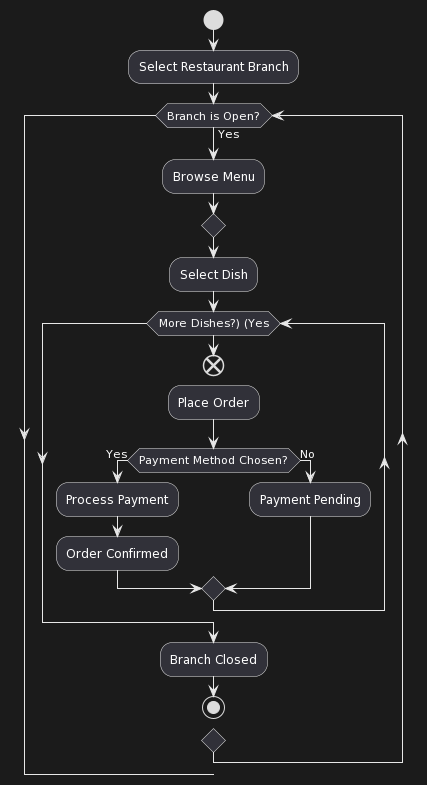 Select Restaurant Branch
Branch is Open?
Yes
Browse Menu
Select Dish
More Dishes?) (Yes
Place Order
Yes
Payment Method Chosen?
No
Process Payment
Payment Pending
Order Confirmed
Branch Closed